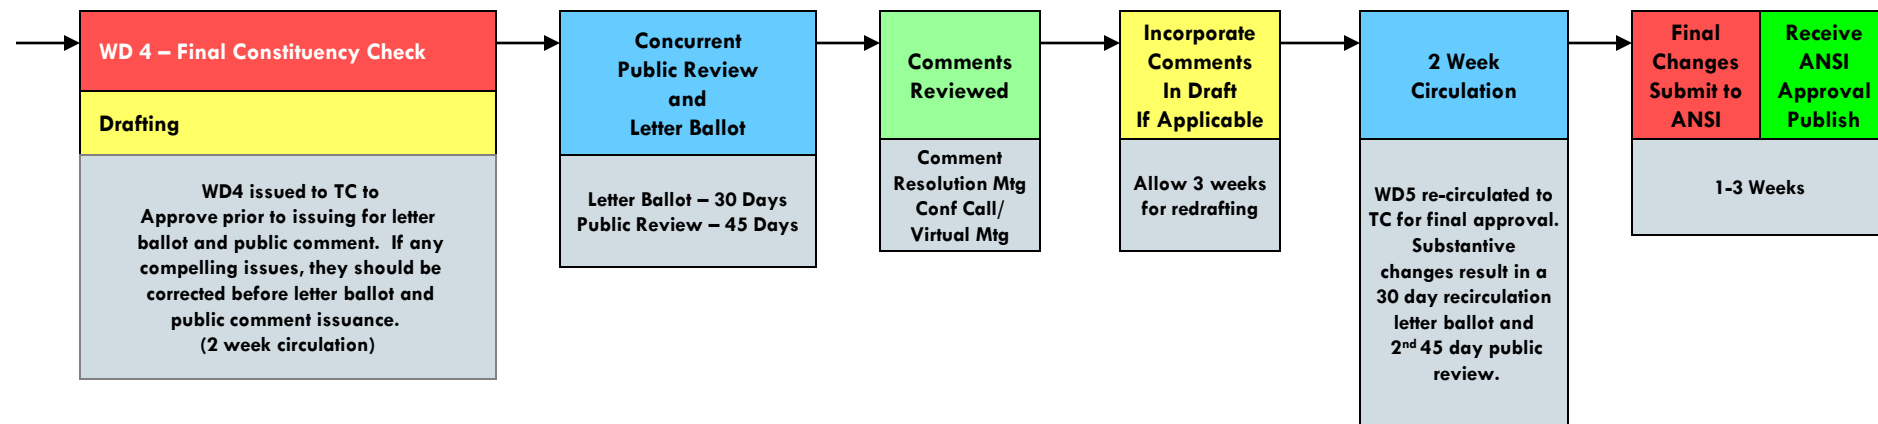 WD 4 – Final Constituency Check
Drafting
WD4 issued to TC to
Approve prior to issuing for letter
ballot and public comment. If any
compelling issues, they should be
corrected before letter ballot and
public comment issuance.
(2 week circulation)
Concurrent
Public Review
and
Letter Ballot
Letter Ballot – 30 Days
Public Review – 45 Days
Comments
Reviewed
Comment
Resolution Mtg
Conf Call/
Virtual Mtg
Incorporate
Comments
In Draft
If Applicable
Allow 3 weeks
for redrafting
2 Week
Circulation
WD5 re-circulated to
TC for final approval.
Substantive
changes result in a
30 day recirculation
letter ballot and
2nd 45 day public
review.
Final
Changes
Submit to
ANSI
Receive
ANSI
Approval
Publish
1-3 Weeks